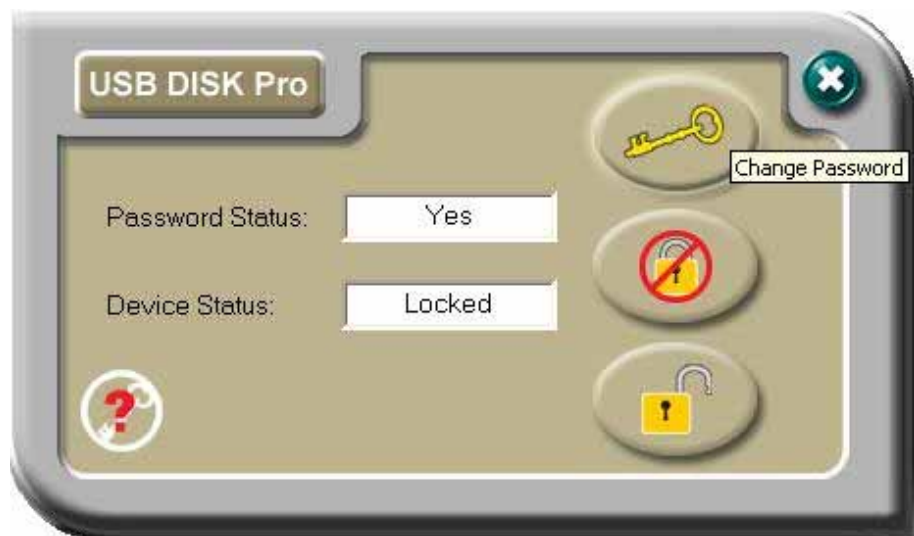 USB DISK Pro
Change Password
Password Status: Yes
Device Status: Locked
?